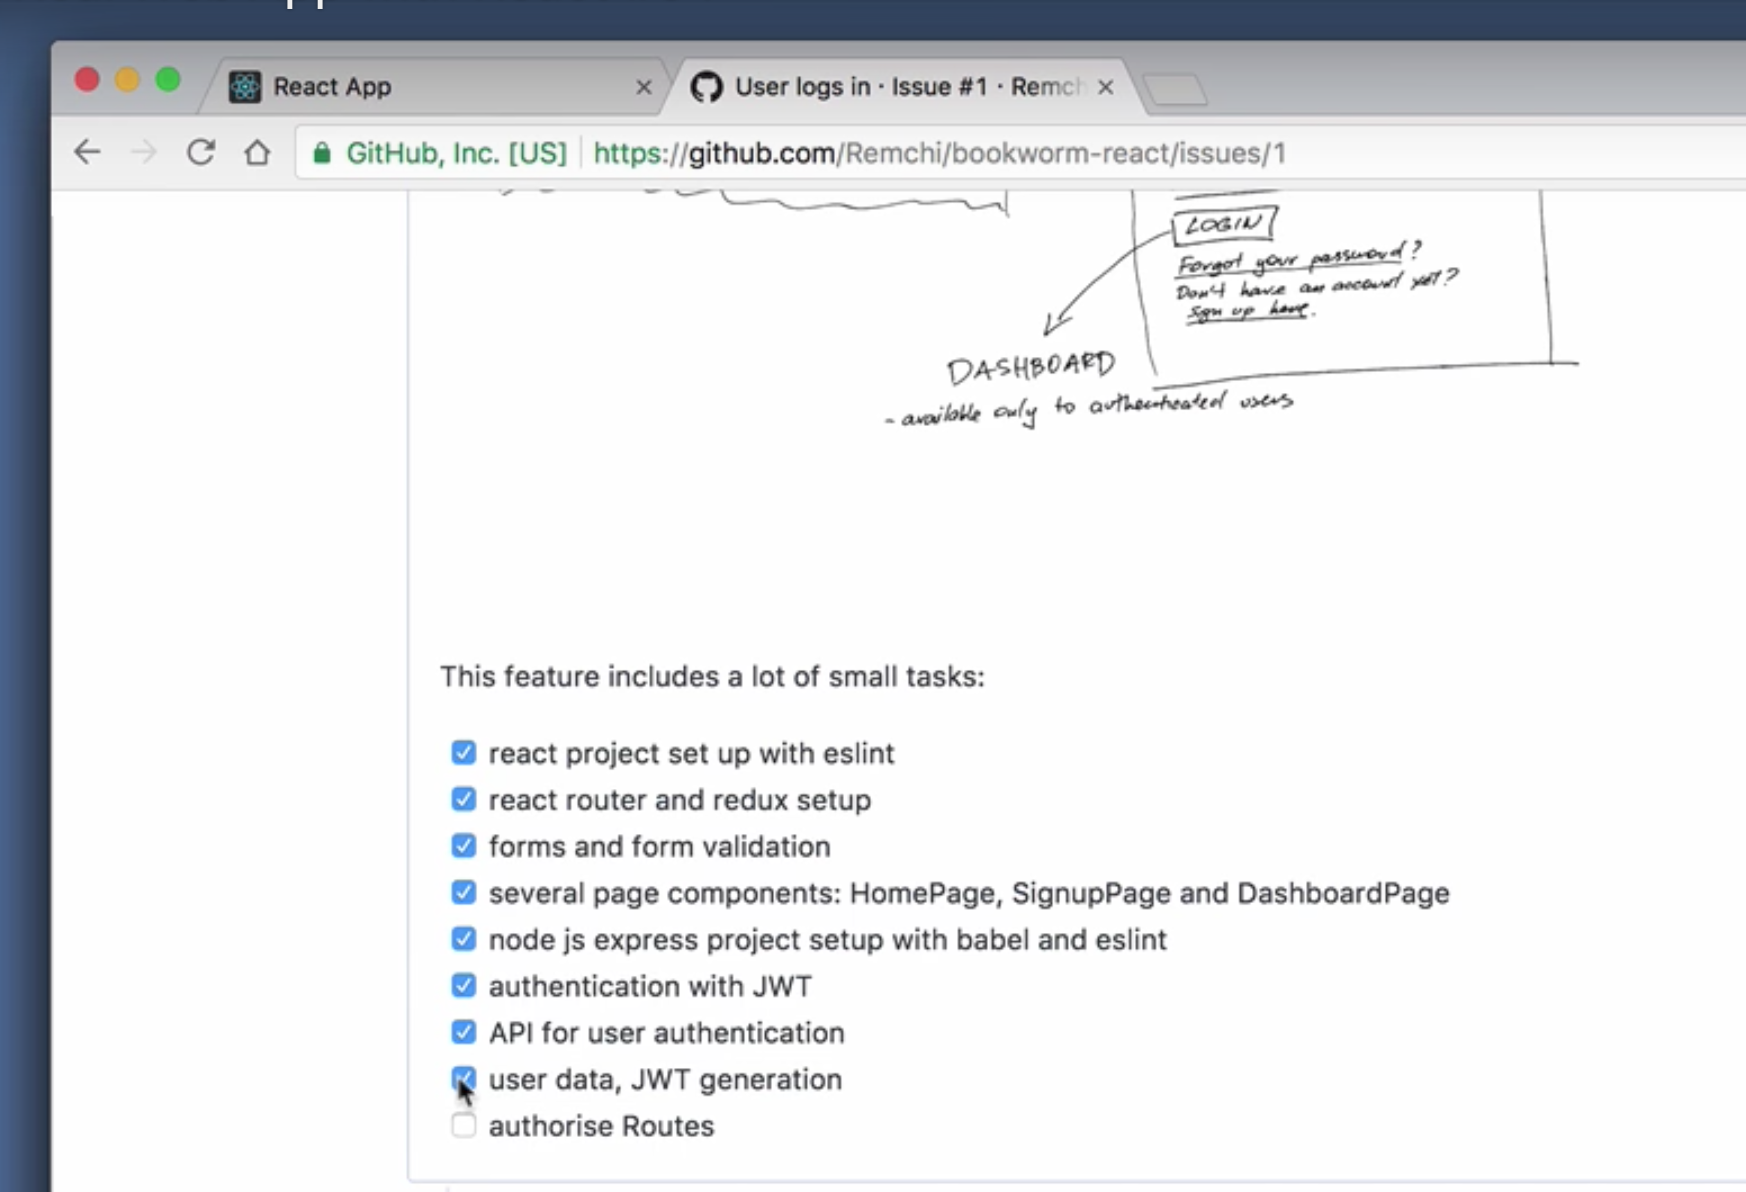 React App
User logs in · Issue #1 · Remch
GitHub, Inc. [US]
https://github.com/Remchi/bookworm-react/issues/1
LOGIN
Forgot your password?
Don't have an account yet?
Sign up here.
DASHBOARD
- available only to authenticated users
This feature includes a lot of small tasks:
react project set up with eslint
react router and redux setup
forms and form validation
several page components: HomePage, SignupPage and DashboardPage
node js express project setup with babel and eslint
authentication with JWT
API for user authentication
user data, JWT generation
authorise Routes